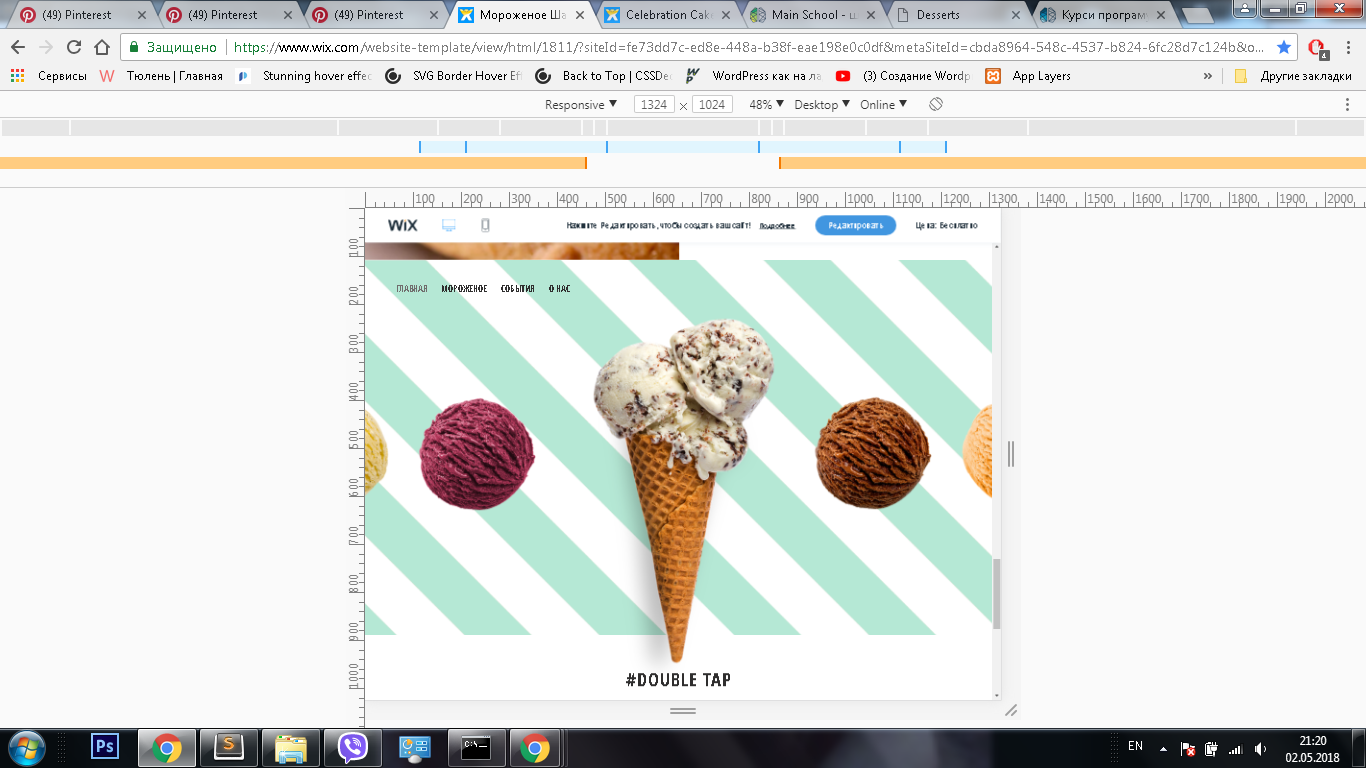 (49) Pinterest (49) Pinterest (49) Pinterest Мороженое Ша Celebration Cake Main School - ш Desserts Курси програм
Защищено https://www.wix.com/website-template/view/html/1811/?siteId=fe73dd7c-ed8e-448a-b38f-eae198e0c0df&metaSiteId=cbda8964-548c-4537-b824-6fc28d7c124b&o... 4
Сервисы Тюлень | Главная Stunning hover effec SVG Border Hover Eff Back to Top | CSSDe WordPress как на ла (3) Создание Wordp App Layers » Другие закладки
Responsive ▼ 1324 × 1024 48% ▼ Desktop ▼ Online ▼
100 200 300 400 500 600 700 800 900 1000 1100 1200 1300 1400 1500 1600 1700 1800 1900 2000
WiX Нажмите Редактировать, чтобы создать ваш сайт! Подробнее Редактировать Цена: Бесплатно
100
200
300
400
500
600
700
800
900
1000
ГЛАВНАЯ МОРОЖЕНОЕ СОБЫТИЯ О НАС
#DOUBLE TAP
Ps S C:\_ EN 21:20
02.05.2018